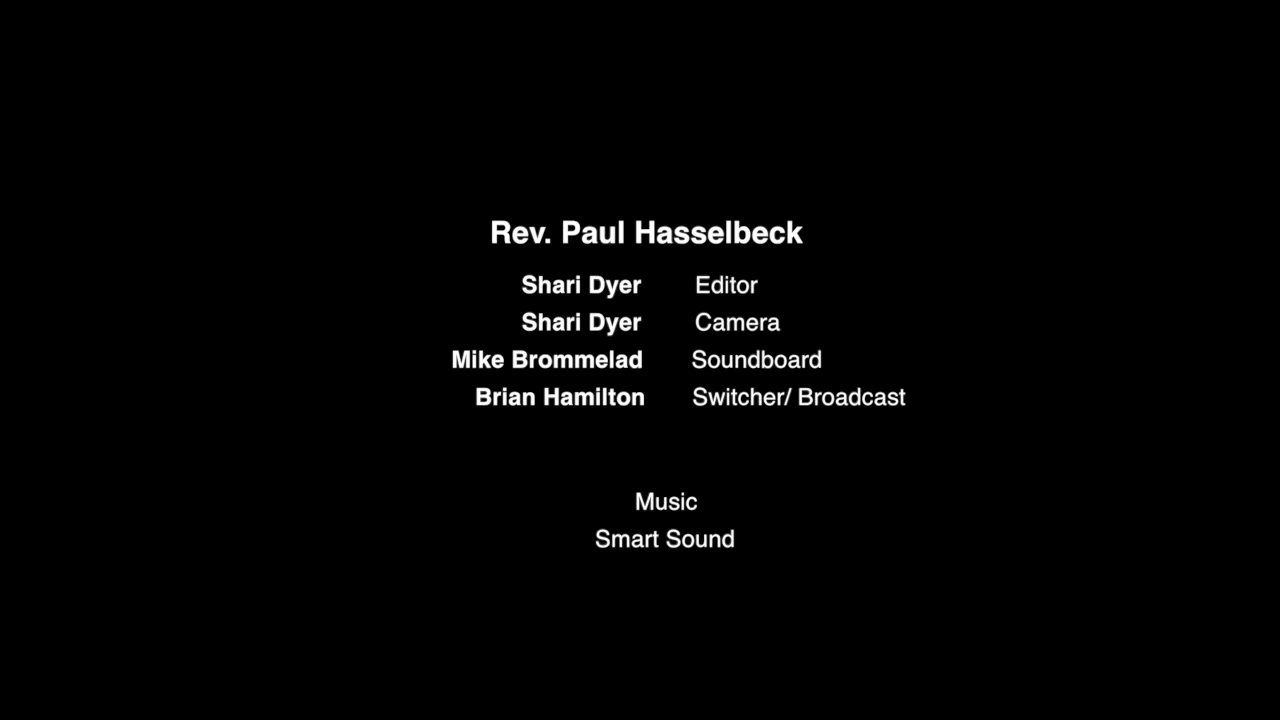 Rev. Paul Hasselbeck
Shari Dyer Editor
Shari Dyer Camera
Mike Brommelad Soundboard
Brian Hamilton Switcher/ Broadcast
Music
Smart Sound